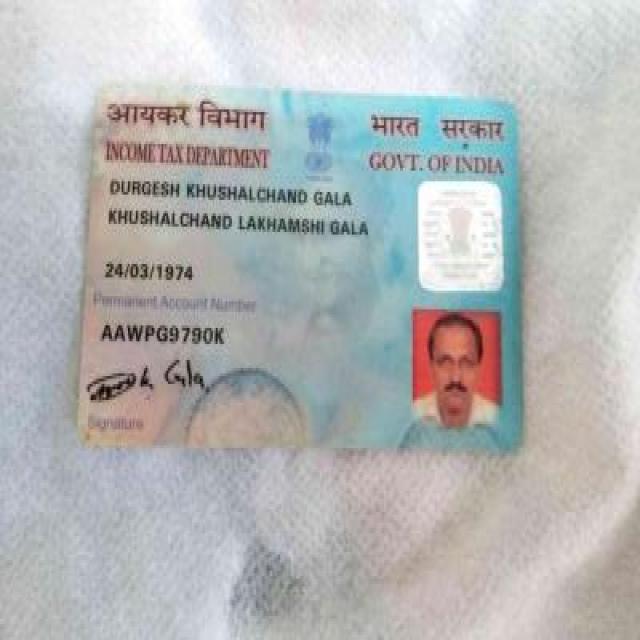 आयकर विभाग
भारत सरकार
INCOME TAX DEPARTMENT
GOVT. OF INDIA
DURGESH KHUSHALCHAND GALA
KHUSHALCHAND LAKHAMSHI GALA
24/03/1974
Permanent Account Number
AAWPG9790K
Gala
Signature